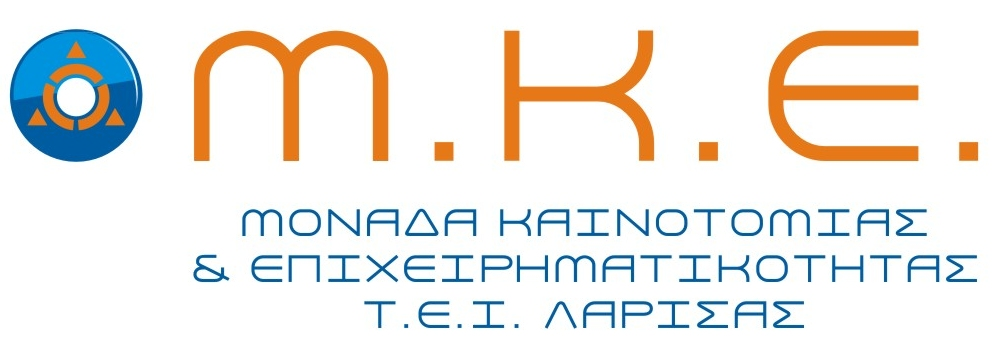 Μ.Κ.Ε.
ΜΟΝΑΔΑ ΚΑΙΝΟΤΟΜΙΑΣ
& ΕΠΙΧΕΙΡΗΜΑΤΙΚΟΤΗΤΑΣ
Τ.Ε.Ι. ΛΑΡΙΣΑΣ